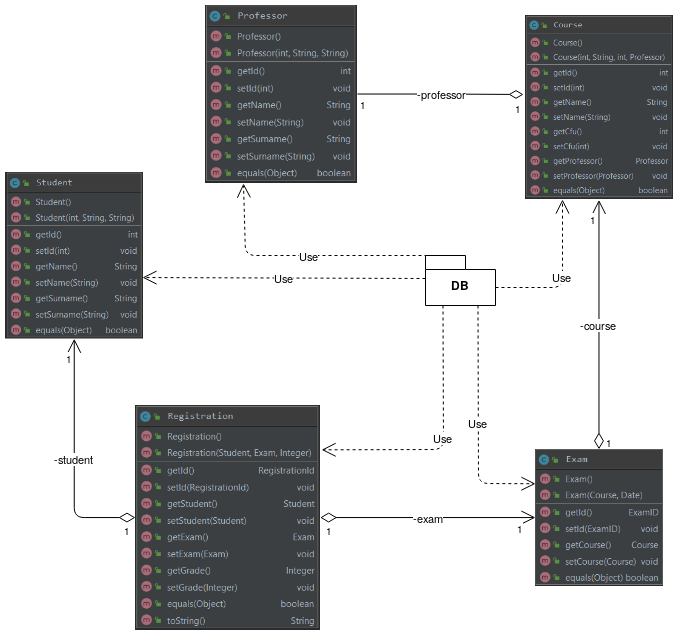 Professor
Professor()
Professor(int, String, String)
getId() int
setId(int) void
getName() String
setName(String) void
getSurname() String
setSurname(String) void
equals(Object) boolean
Course
Course()
Course(int, String, int, Professor)
getId() int
setId(int) void
getName() String
setName(String) void
getCfu() int
setCfu(int) void
getProfessor() Professor
setProfessor(Professor) void
equals(Object) boolean
-professor
1
1
Student
Student()
Student(int, String, String)
getId() int
setId(int) void
getName() String
setName(String) void
getSurname() String
setSurname(String) void
equals(Object) boolean
Use
Use
Use
DB
1
-course
1
-student
1
Use
Use
Registration
Registration()
Registration(Student, Exam, Integer)
getId() RegistrationId
setId(RegistrationId) void
getStudent() Student
setStudent(Student) void
getExam() Exam
setExam(Exam) void
getGrade() Integer
setGrade(Integer) void
equals(Object) boolean
toString() String
1
1
-exam
1
Exam
Exam()
Exam(Course, Date)
getId() ExamID
setId(ExamID) void
getCourse() Course
setCourse(Course) void
equals(Object) boolean